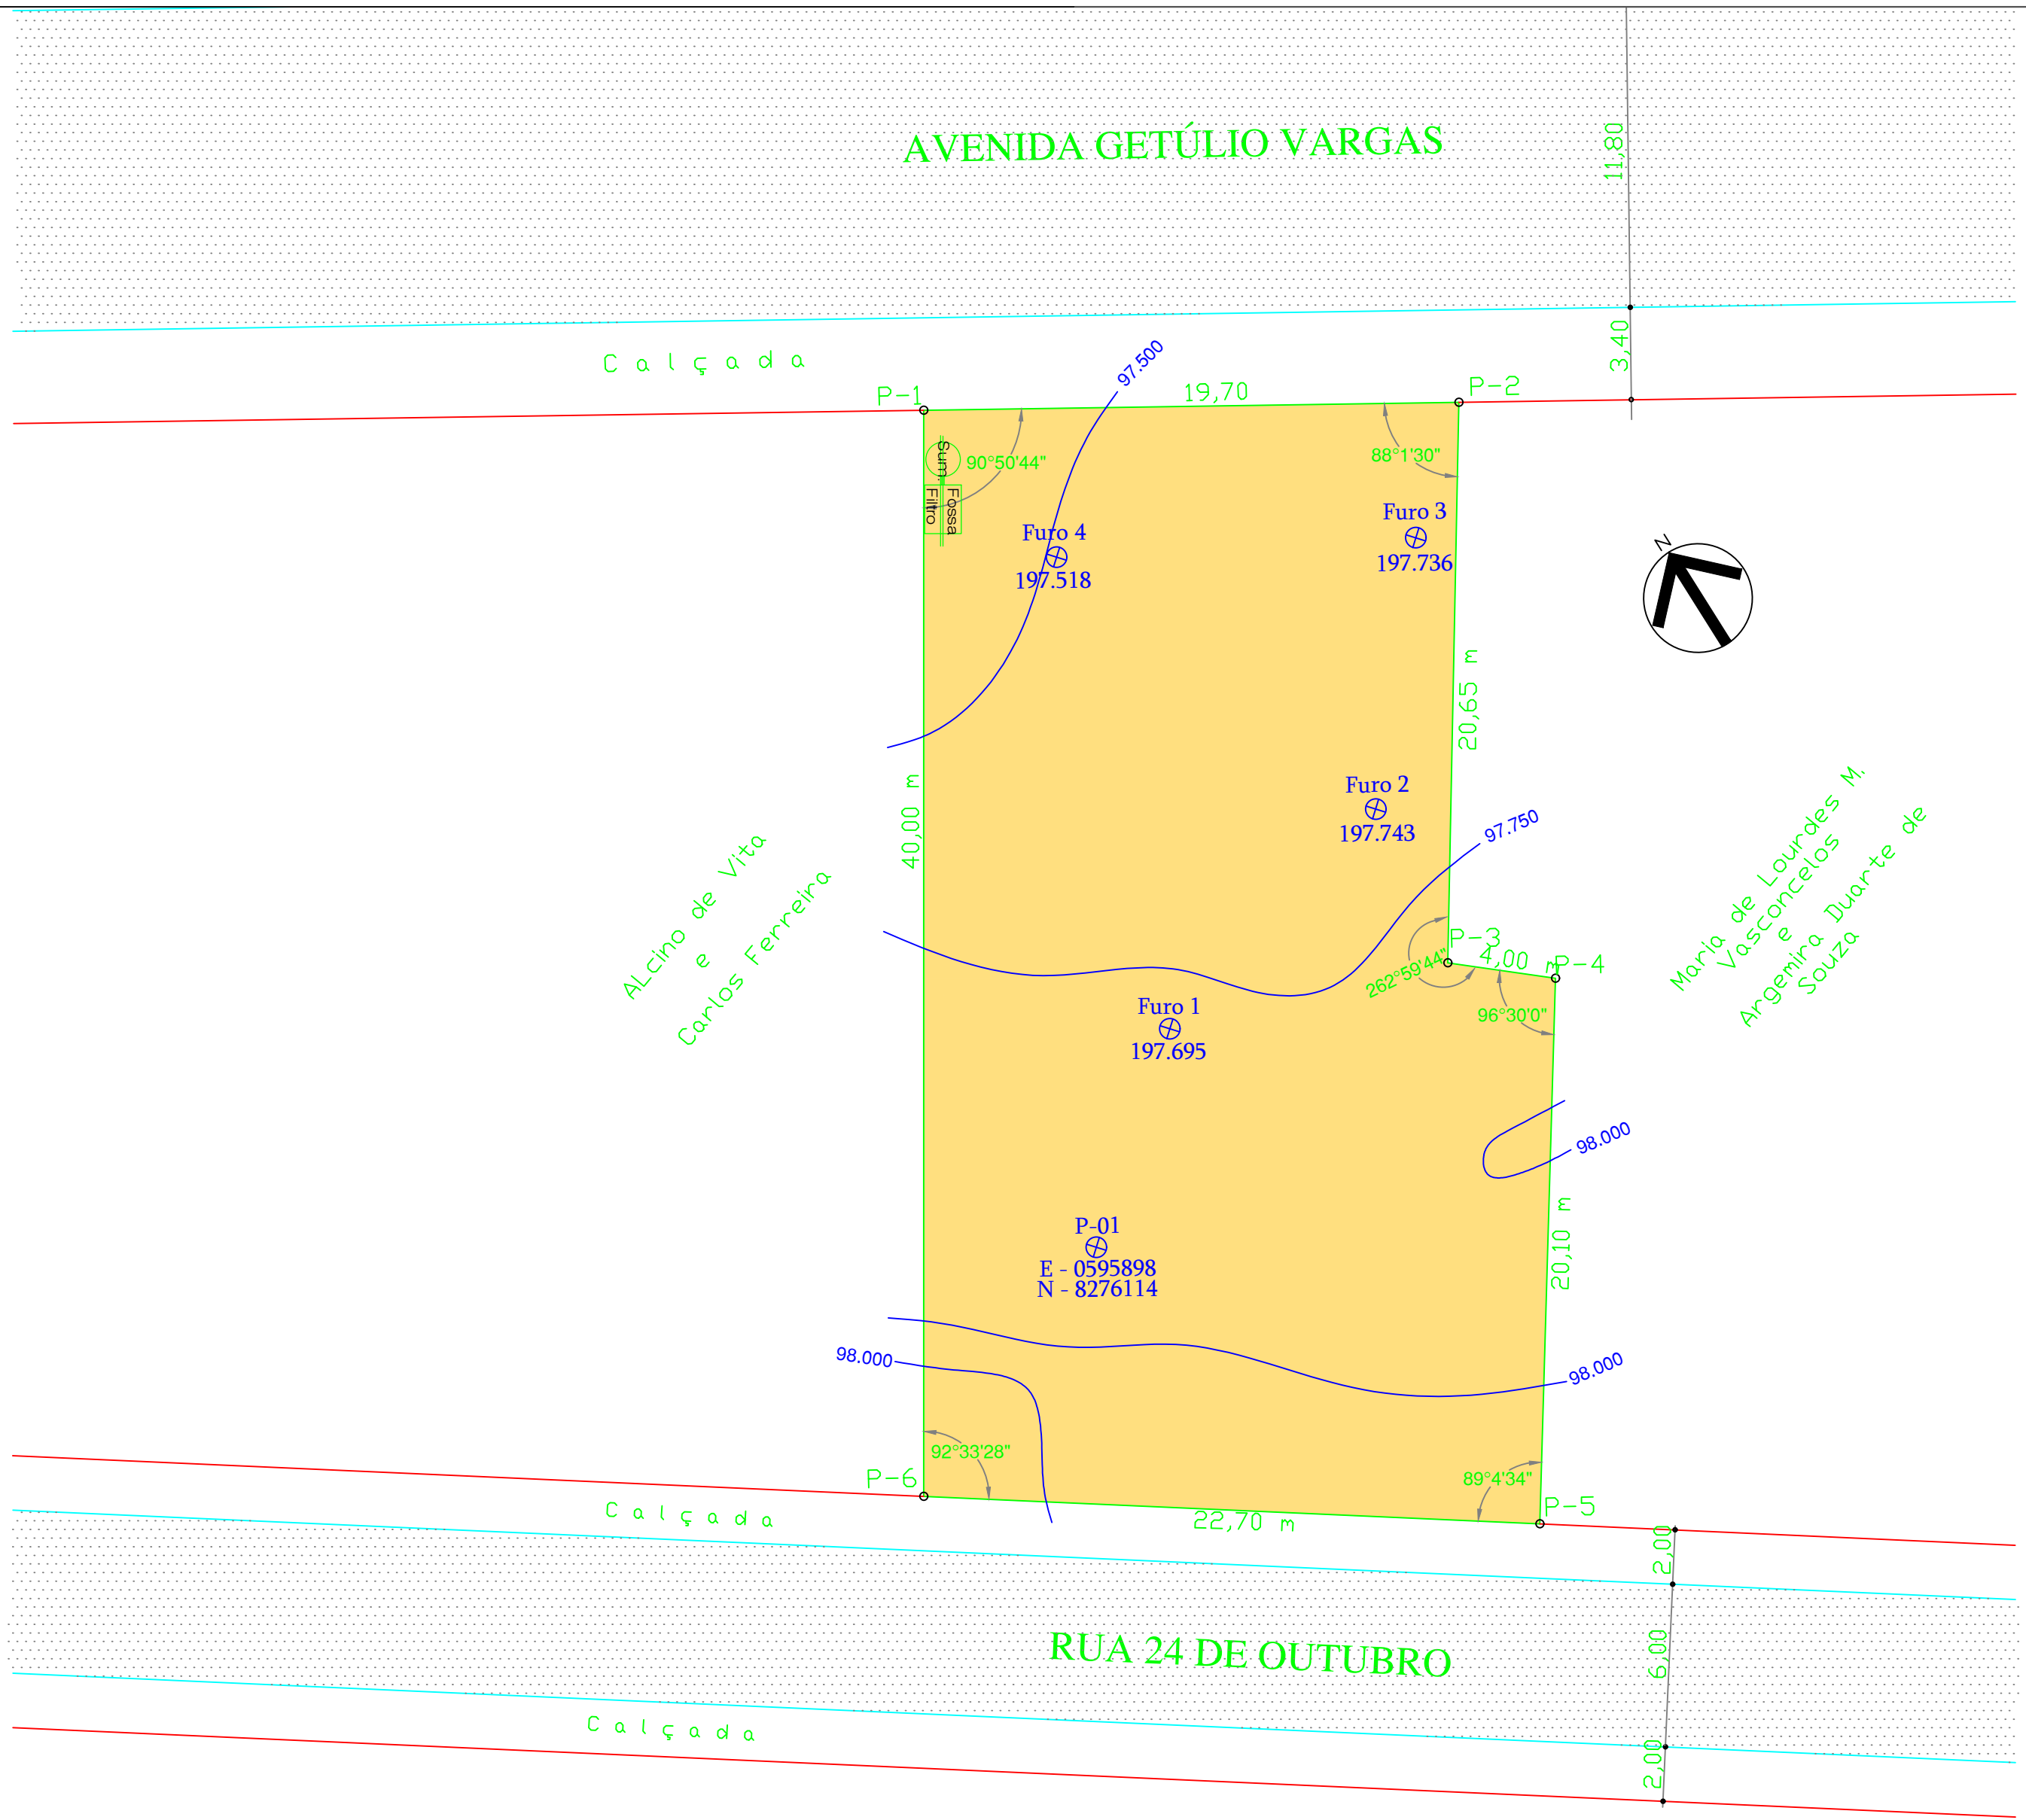 AVENIDA GETÚLIO VARGAS
11,80
3,40
Calçada
97.500
P-1
19,70
P-2
Sum.
90°50'44"
88°1'30"
Filtro
Fossa
Furo 4
197.518
Furo 3
197.736
N
20,65 m
40,00 m
Furo 2
197.743
97.750
ALcino de Vita
e
Carlos Ferreira
Maria de Lourdes M.
Vasconcelos
e
Argemira Duarte de
Souza
P-3
4,00 m
P-4
262°59'44"
96°30'0"
Furo 1
197.695
98.000
20,10 m
P-01
E - 0595898
N - 8276114
98.000
98.000
92°33'28"
89°4'34"
P-6
P-5
22,70 m
Calçada
2,00
RUA 24 DE OUTUBRO
6,00
Calçada
2,00